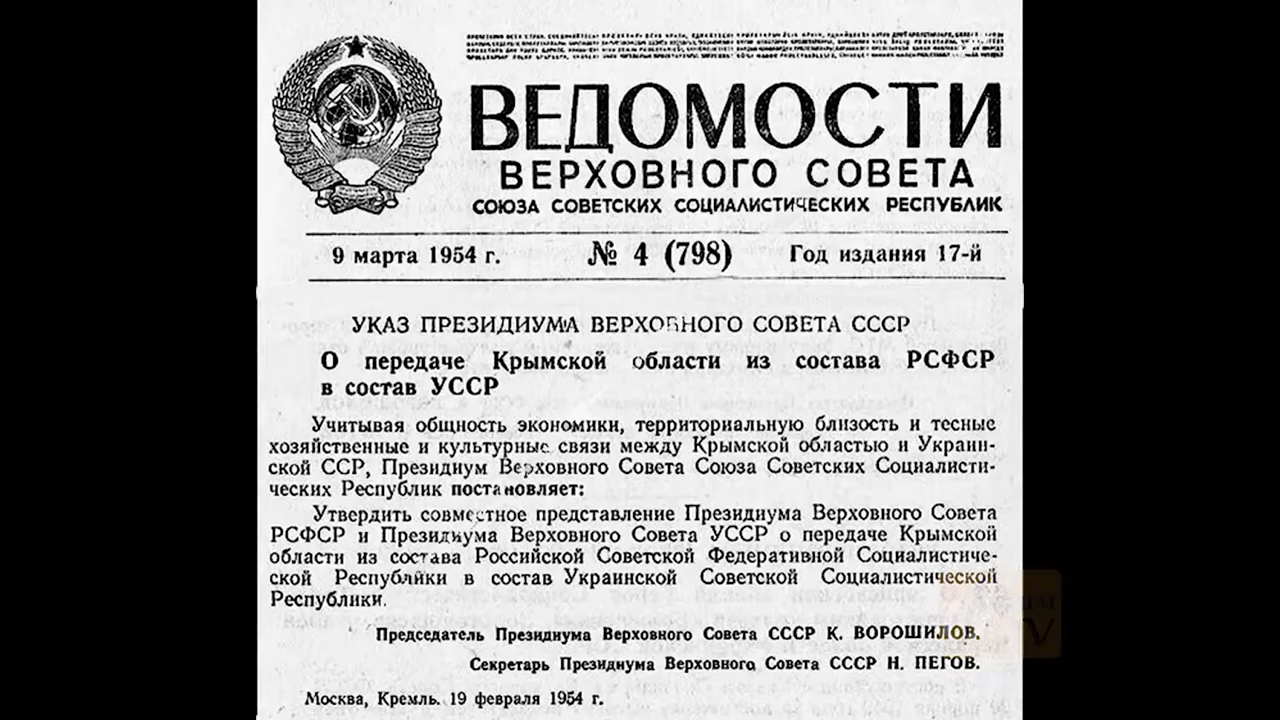 ВЕДОМОСТИ
ВЕРХОВНОГО СОВЕТА
СОЮЗА СОВЕТСКИХ СОЦИАЛИСТИЧЕСКИХ РЕСПУБЛИК
9 марта 1954 г. № 4 (798) Год издания 17-й
УКАЗ ПРЕЗИДИУМА ВЕРХОВНОГО СОВЕТА СССР
О передаче Крымской области из состава РСФСР
в состав УССР
Учитывая общность экономики, территориальную близость и тесные
хозяйственные и культурные связи между Крымской областью и Украин-
ской ССР, Президиум Верховного Совета Союза Советских Социалисти-
ческих Республик постановляет:
Утвердить совместное представление Президиума Верховного Совета
РСФСР и Президиума Верховного Совета УССР о передаче Крымской
области из состава Российской Советской Федеративной Социалистиче-
ской Республики в состав Украинской Советской Социалистической
Республики.
Председатель Президиума Верховного Совета СССР К. ВОРОШИЛОВ.
Секретарь Президиума Верховного Совета СССР Н. ПЕГОВ.
Москва, Кремль. 19 февраля 1954 г.
TV